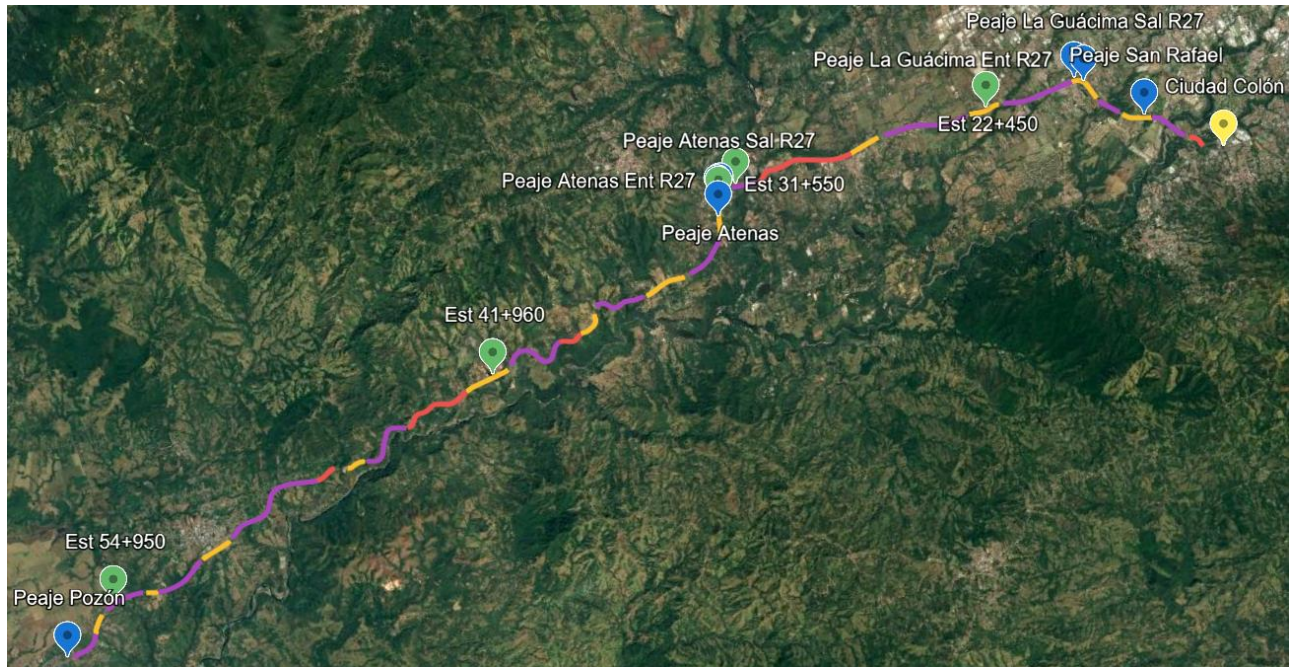 Peaje La Guácima Sal R27
Peaje La Guácima Ent R27
Peaje San Rafael
Ciudad Colón
Est 22+450
Peaje Atenas Sal R27
Peaje Atenas Ent R27
Est 31+550
Peaje Atenas
Est 41+960
Est 54+950
Peaje Pozón